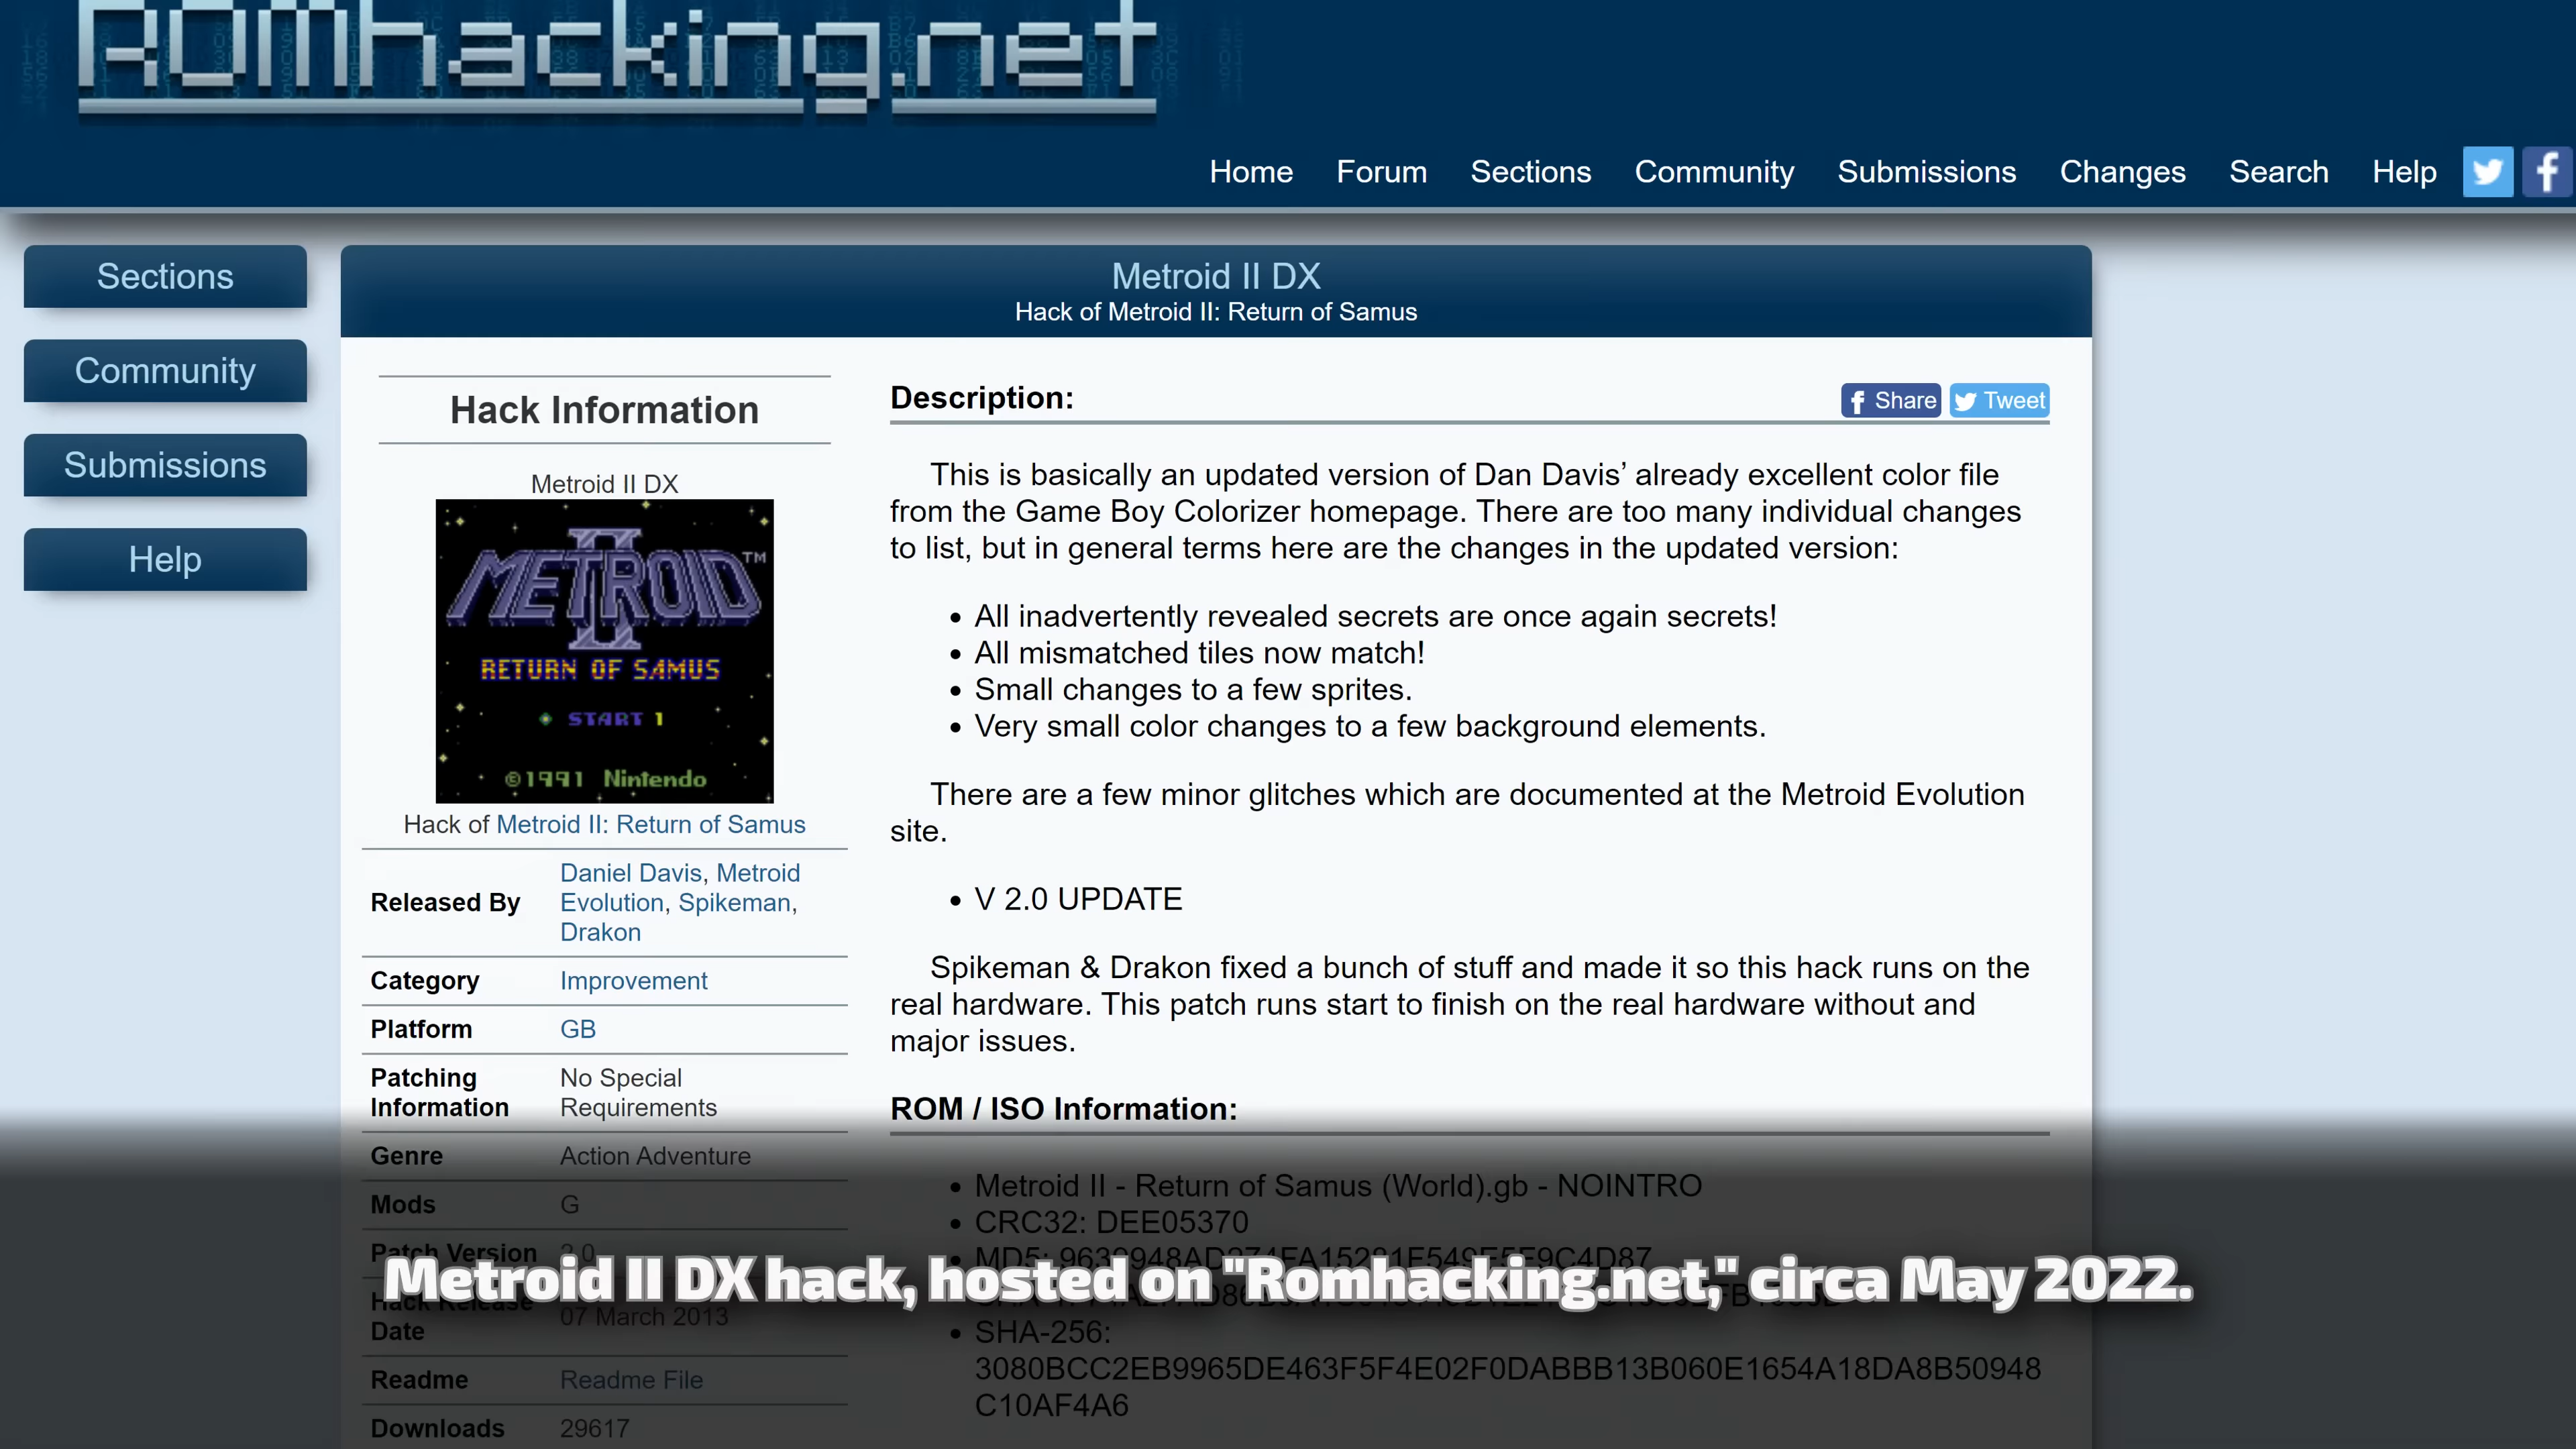 ROMhacking.net
Home Forum Sections Community Submissions Changes Search Help
Sections
Community
Submissions
Help
Metroid II DX
Hack of Metroid II: Return of Samus
Hack Information
Metroid II DX
METROID II TM
RETURN OF SAMUS
START 1
©1991 Nintendo
Hack of Metroid II: Return of Samus
Released By Daniel Davis, Metroid
Evolution, Spikeman,
Drakon
Category Improvement
Platform GB
Patching No Special
Information Requirements
Genre Action Adventure
Mods G
Patch Version 2.0
Hack Release
Date 07 March 2013
Readme Readme File
Downloads 29617
Description:
Share Tweet
This is basically an updated version of Dan Davis’ already excellent color file
from the Game Boy Colorizer homepage. There are too many individual changes
to list, but in general terms here are the changes in the updated version:
• All inadvertently revealed secrets are once again secrets!
• All mismatched tiles now match!
• Small changes to a few sprites.
• Very small color changes to a few background elements.
There are a few minor glitches which are documented at the Metroid Evolution
site.
• V 2.0 UPDATE
Spikeman & Drakon fixed a bunch of stuff and made it so this hack runs on the
real hardware. This patch runs start to finish on the real hardware without and
major issues.
ROM / ISO Information:
• Metroid II - Return of Samus (World).gb - NOINTRO
• CRC32: DEE05370
• MD5:
• SHA-256:
3080BCC2EB9965DE463F5F4E02F0DABBB13B060E1654A18DA8B50948
C10AF4A6
Metroid II DX hack, hosted on "Romhacking.net," circa May 2022.